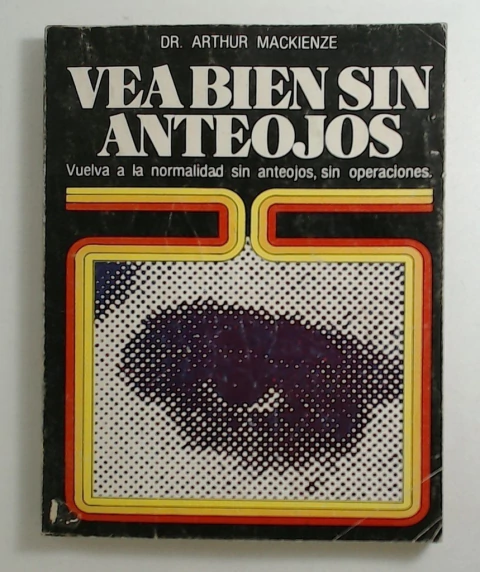 DR. ARTHUR MACKIENZE
VEA BIEN SIN
ANTEOJOS
Vuelva a la normalidad sin anteojos, sin operaciones.